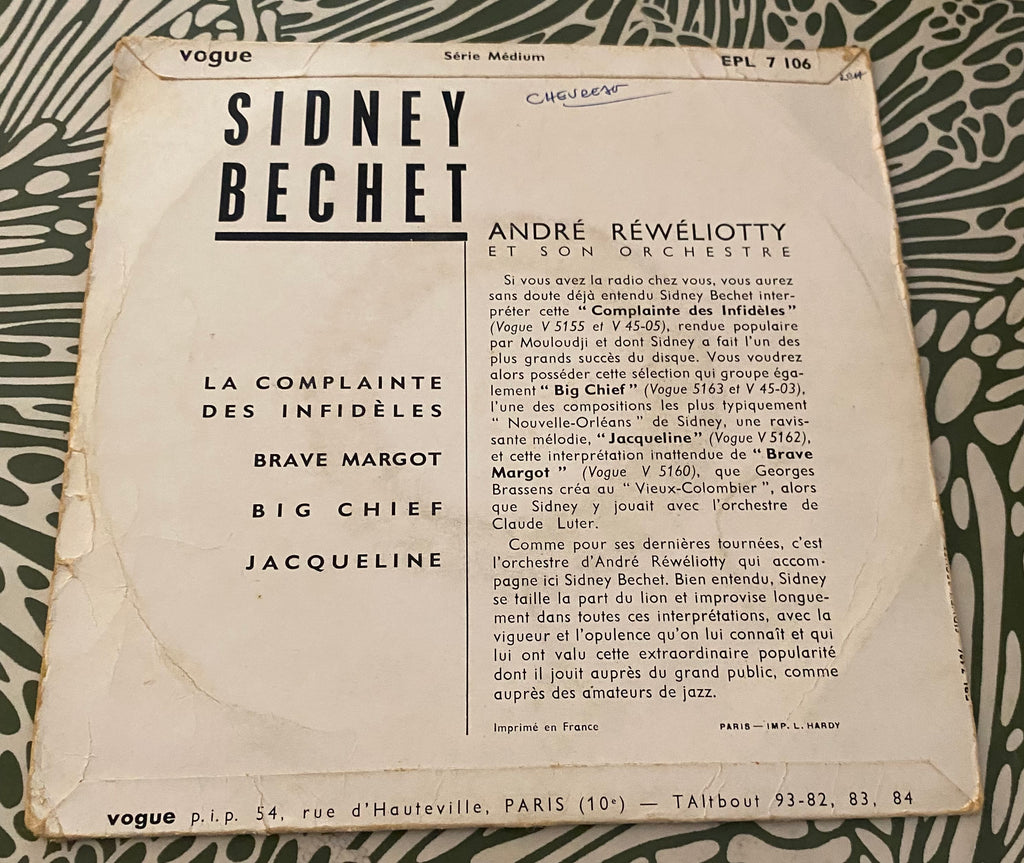 vogue Série Médium EPL 7 106
CHEVREAU
SIDNEY
BECHET
ANDRÉ RÉWÉLIOTTY
ET SON ORCHESTRE
LA COMPLAINTE
DES INFIDÈLES
BRAVE MARGOT
BIG CHIEF
JACQUELINE
Si vous avez la radio chez vous, vous aurez
sans doute déjà entendu Sidney Bechet inter-
préter cette “ Complainte des Infidèles ”
(Vogue V 5155 et V 45-05), rendue populaire
par Mouloudji et dont Sidney a fait l'un des
plus grands succès du disque. Vous voudrez
alors posséder cette sélection qui groupe éga-
lement “ Big Chief ” (Vogue 5163 et V 45-03),
l'une des compositions les plus typiquement
“ Nouvelle-Orléans ” de Sidney, une ravis-
sante mélodie, “ Jacqueline ” (Vogue V 5162),
et cette interprétation inattendue de “ Brave
Margot ” (Vogue V 5160), que Georges
Brassens créa au “ Vieux-Colombier ”, alors
que Sidney y jouait avec l'orchestre de
Claude Luter.
Comme pour ses dernières tournées, c'est
l'orchestre d'André Réwéliotty qui accom-
pagne ici Sidney Bechet. Bien entendu, Sidney
se taille la part du lion et improvise longue-
ment dans toutes ces interprétations, avec la
vigueur et l'opulence qu'on lui connaît et qui
lui ont valu cette extraordinaire popularité
dont il jouit auprès du grand public, comme
auprès des amateurs de jazz.
Imprimé en France PARIS — IMP. L. HARDY
vogue p.i.p. 54, rue d'Hauteville, PARIS (10e) — TAItbout 93-82, 83, 84